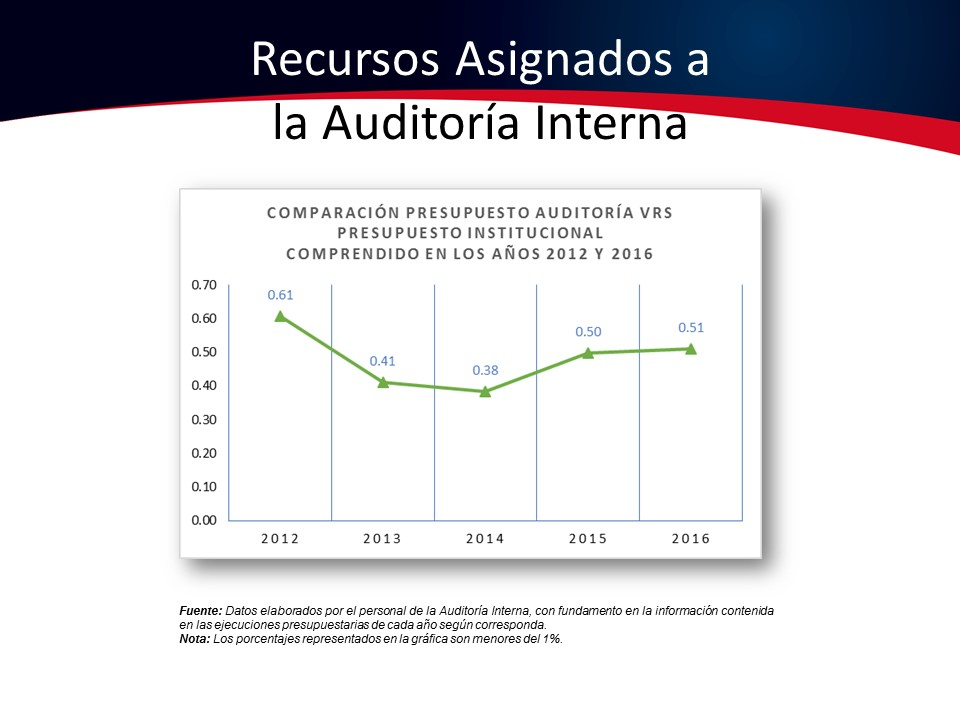 Recursos Asignados a
la Auditoría Interna
COMPARACIÓN PRESUPUESTO AUDITORÍA VRS
PRESUPUESTO INSTITUCIONAL
COMPRENDIDO EN LOS AÑOS 2012 Y 2016
0.70
0.60
0.50
0.40
0.30
0.20
0.10
0.00
0.61
0.41
0.38
0.50
0.51
2012 2013 2014 2015 2016
Fuente: Datos elaborados por el personal de la Auditoría Interna, con fundamento en la información contenida
en las ejecuciones presupuestarias de cada año según corresponda.
Nota: Los porcentajes representados en la gráfica son menores del 1%.